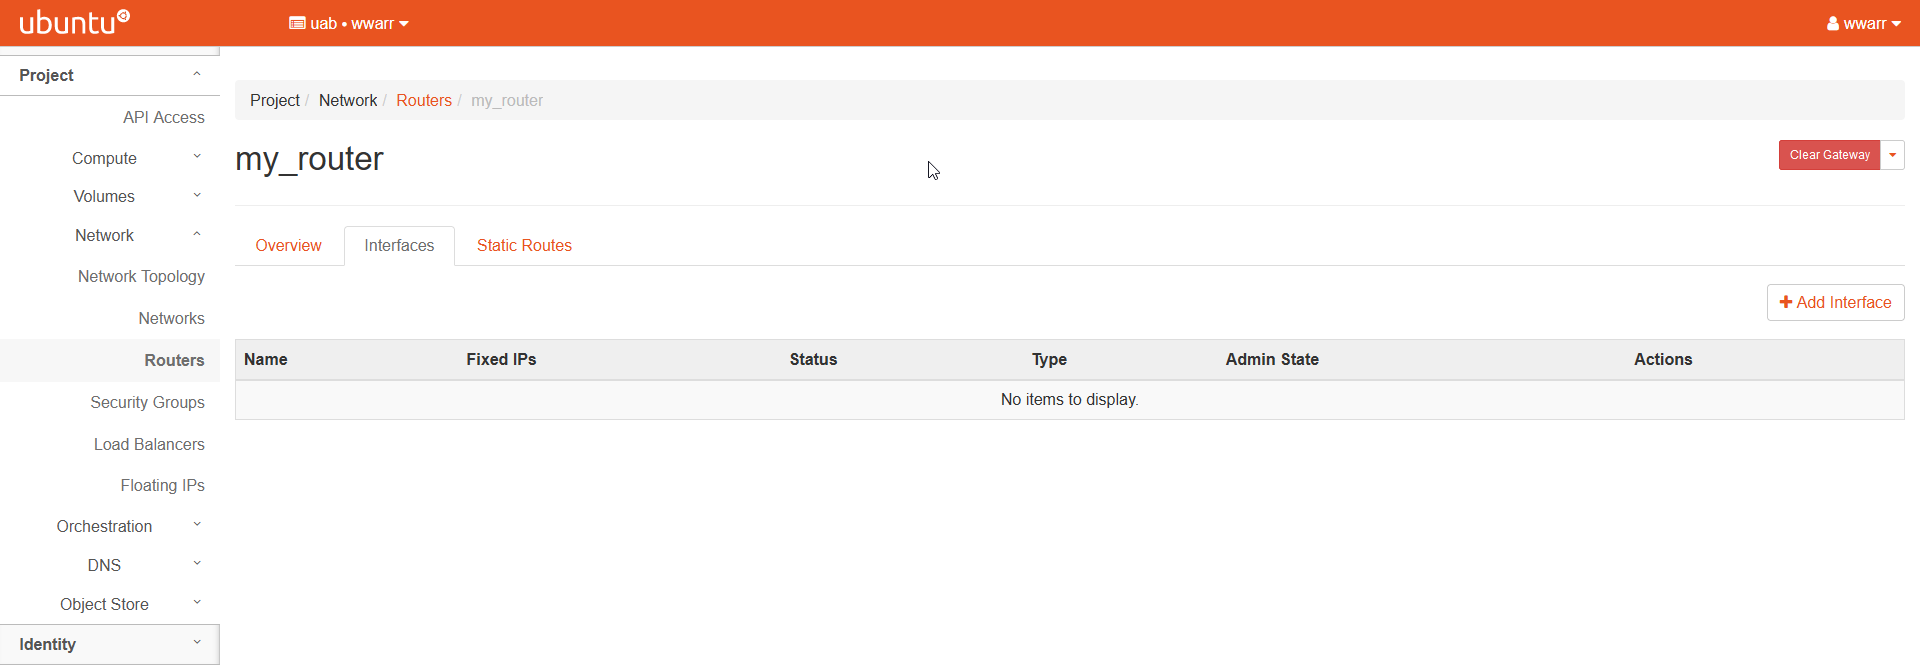 ubuntu
uab • wwarr
wwarr
Project
API Access
Compute
Volumes
Network
Network Topology
Networks
Routers
Security Groups
Load Balancers
Floating IPs
Orchestration
DNS
Object Store
Identity
Project / Network / Routers / my_router
my_router
Clear Gateway
Overview Interfaces Static Routes
Add Interface
Name Fixed IPs Status Type Admin State Actions
No items to display.